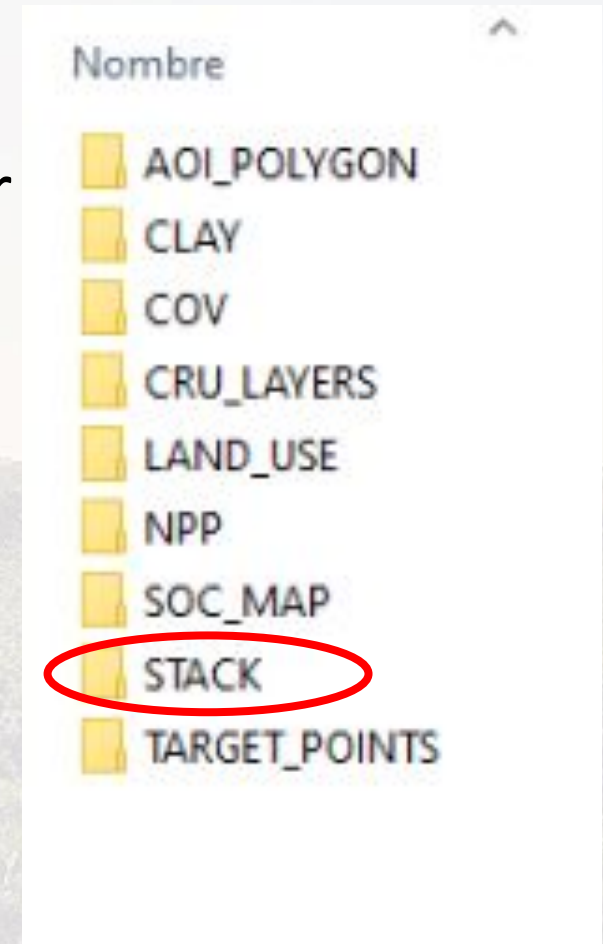 Nombre
AOI_POLYGON
CLAY
COV
CRU_LAYERS
LAND_USE
NPP
SOC_MAP
STACK
TARGET_POINTS